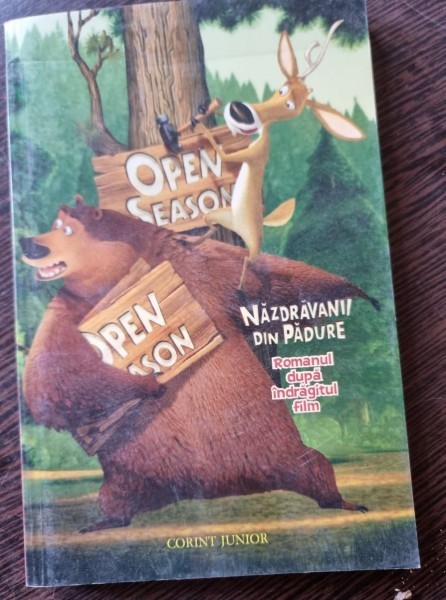 OPEN
SEASON
OPEN
SEASON
NĂZDRĂVANII
DIN PĂDURE
Romanul
după
îndrăgitul
film
CORINT JUNIOR